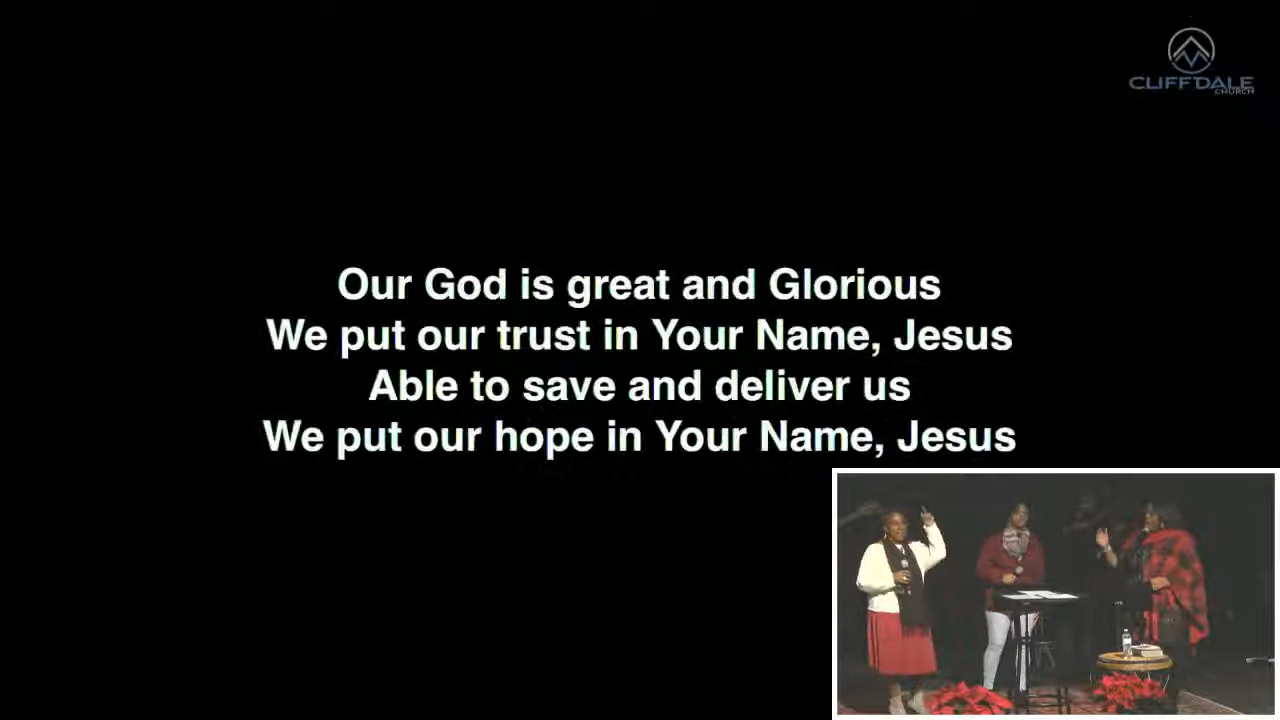 CLIFFDALE
CHURCH
Our God is great and Glorious
We put our trust in Your Name, Jesus
Able to save and deliver us
We put our hope in Your Name, Jesus